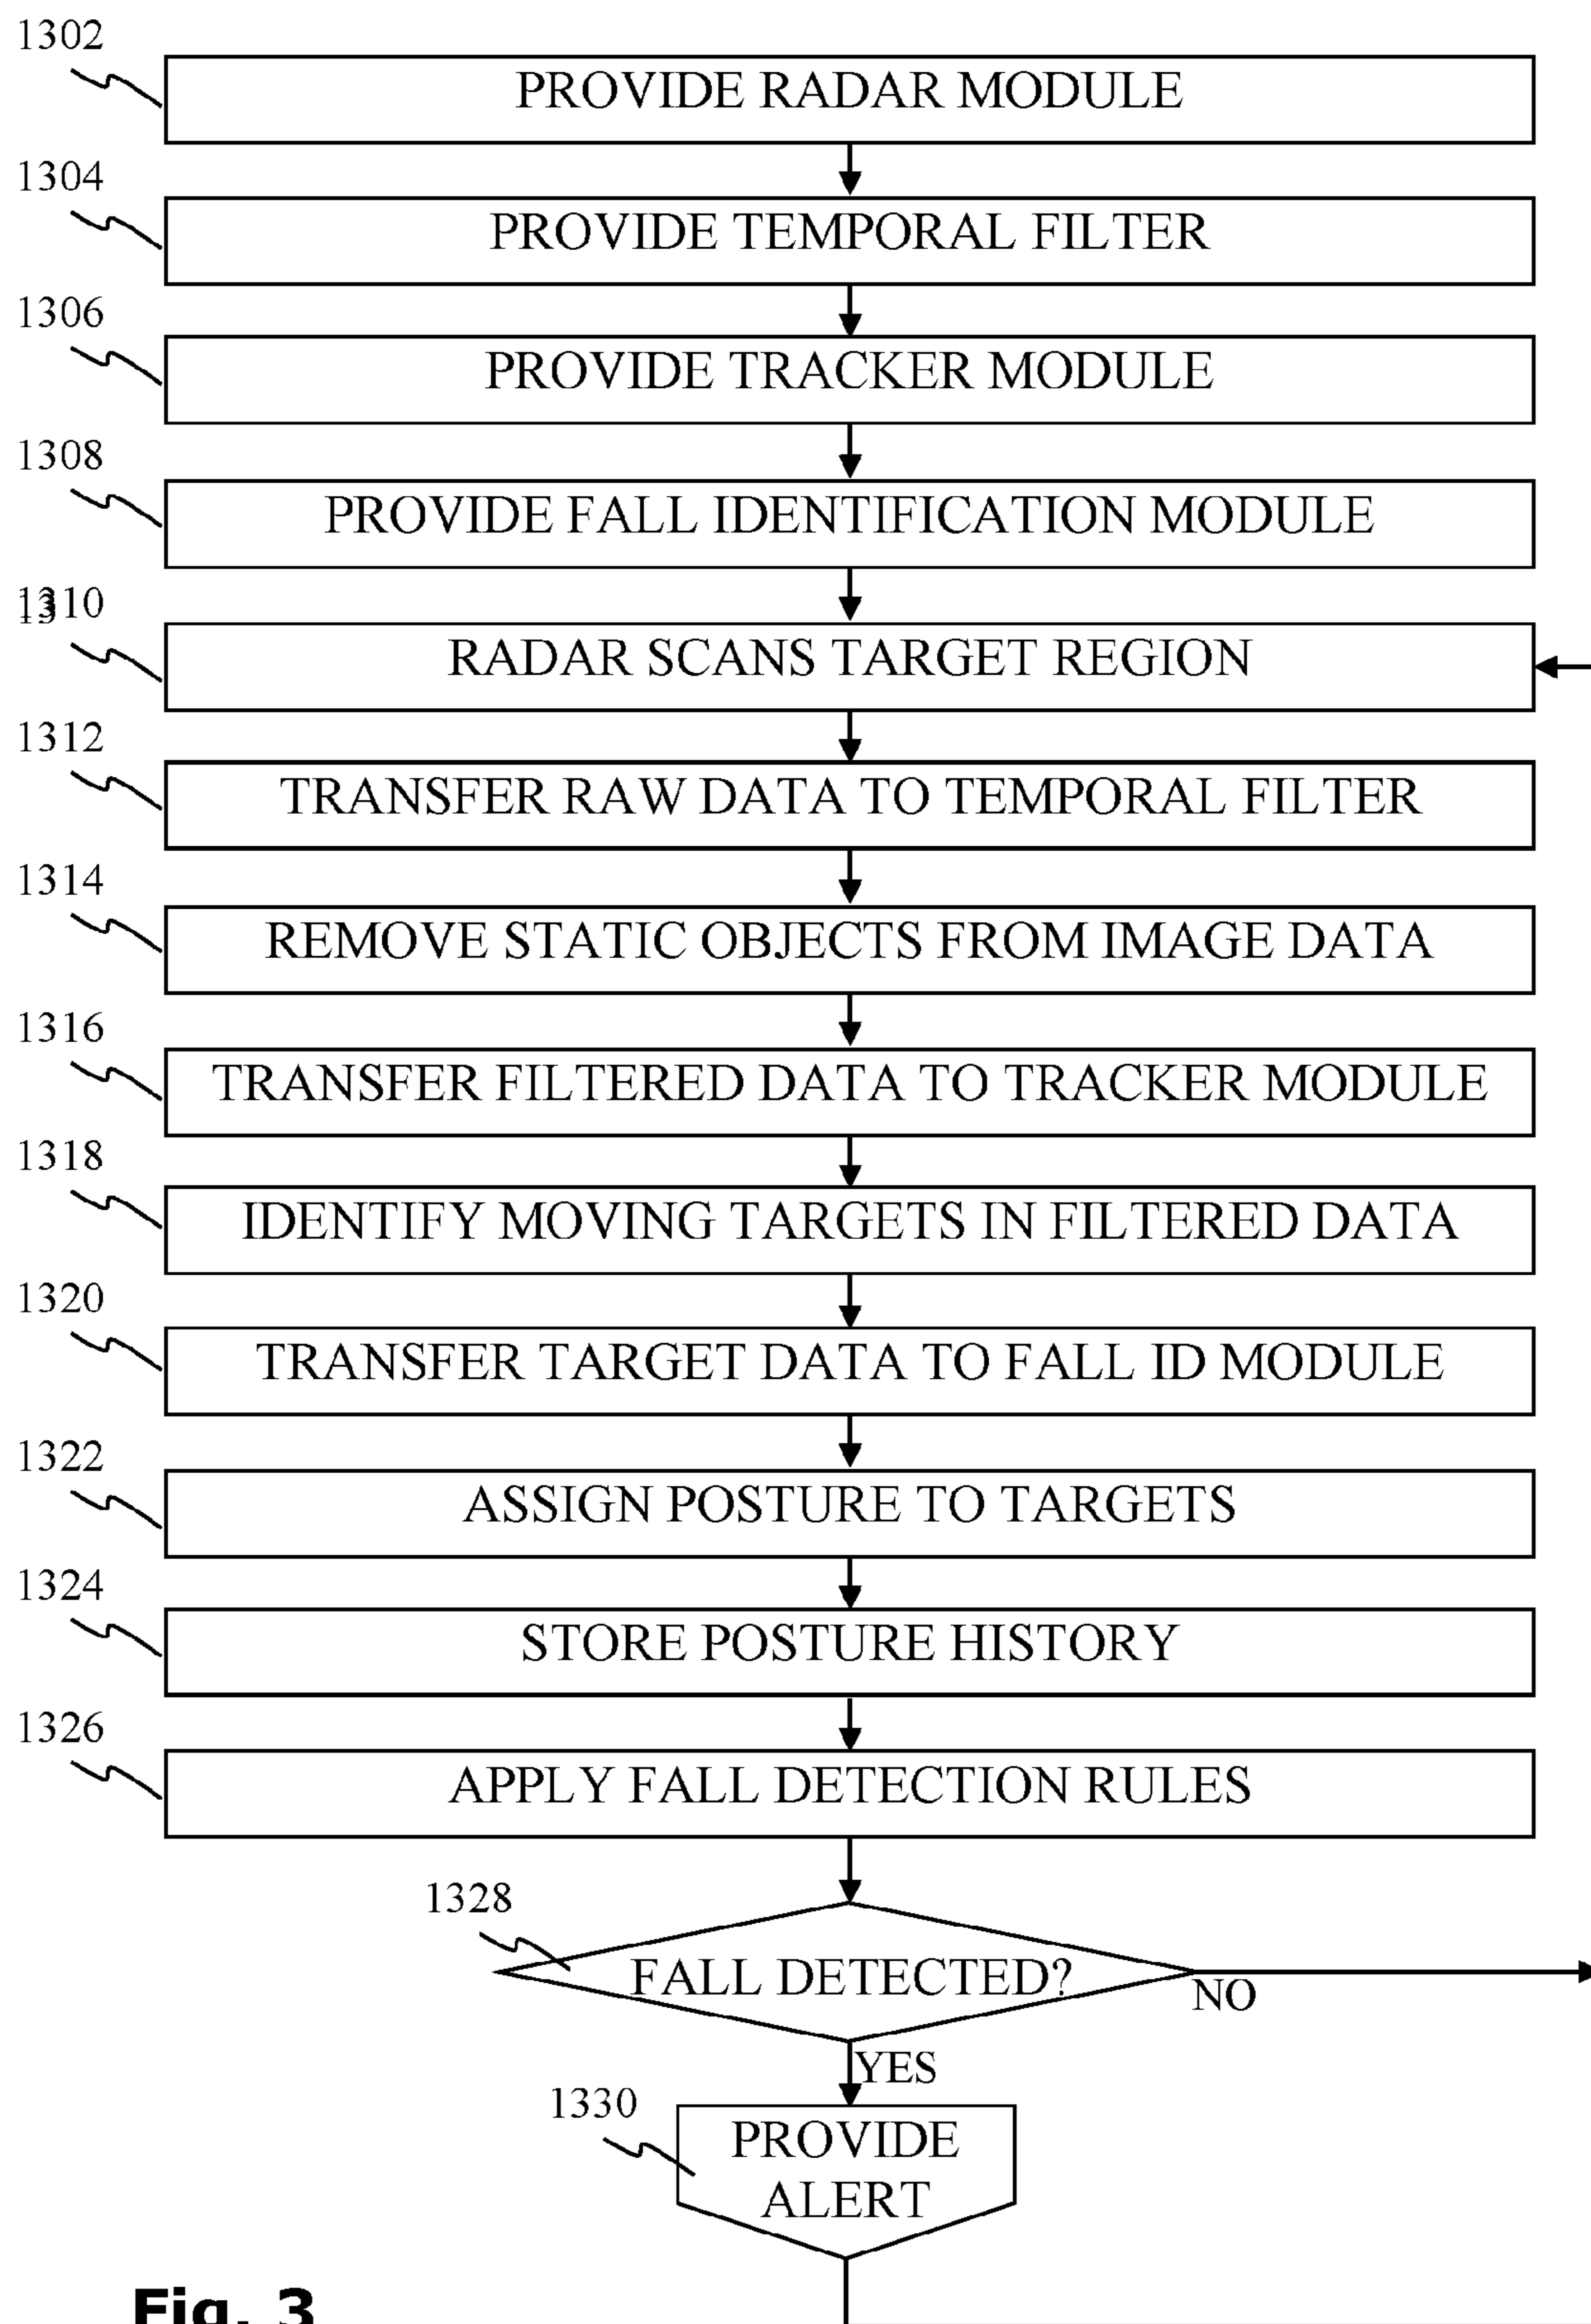 1302
PROVIDE RADAR MODULE
1304
PROVIDE TEMPORAL FILTER
1306
PROVIDE TRACKER MODULE
1308
PROVIDE FALL IDENTIFICATION MODULE
1310
RADAR SCANS TARGET REGION
1312
TRANSFER RAW DATA TO TEMPORAL FILTER
1314
REMOVE STATIC OBJECTS FROM IMAGE DATA
1316
TRANSFER FILTERED DATA TO TRACKER MODULE
1318
IDENTIFY MOVING TARGETS IN FILTERED DATA
1320
TRANSFER TARGET DATA TO FALL ID MODULE
1322
ASSIGN POSTURE TO TARGETS
1324
STORE POSTURE HISTORY
1326
APPLY FALL DETECTION RULES
1328
FALL DETECTED?
NO
YES
1330
PROVIDE
ALERT
Fig. 3